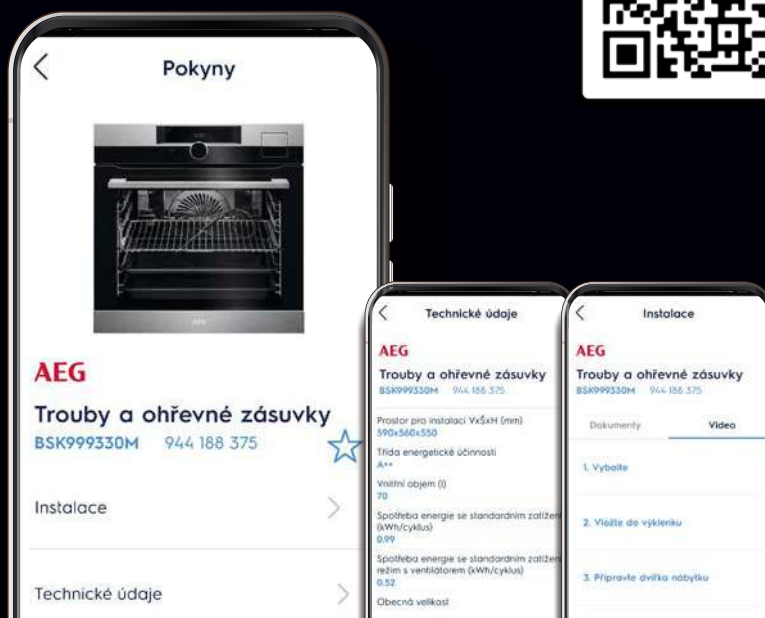 Pokyny
AEG
AEG
Trouby a ohřevné zásuvky
BSK999330M 944 188 375
Instalace
Technické údaje
Technické údaje
AEG
Trouby a ohřevné zásuvky
BSK999330M 944 188 375
Prostor pro instalaci VxŠxH (mm)
590x560x550
Třída energetické účinnosti
A++
Vnitřní objem (l)
70
Spotřeba energie se standardním zatížen
(kWh/cyklus)
0.99
Spotřeba energie se standardním zatížen
režim s ventilátorem (kWh/cyklus)
0.52
Obecná velikost
Instalace
AEG
Trouby a ohřevné zásuvky
BSK999330M 944 188 375
Dokumenty Video
1. Vybalte
2. Vložte do výklenku
3. Připravte dvířka nábytku